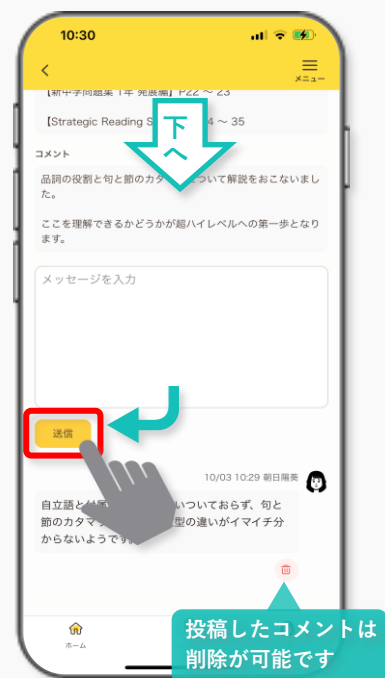 10:30
メニュー
【新中学問題集 1年 発展編】P22 ～ 23
【Strategic Reading S 4 ～ 35
下
へ
コメント
品詞の役割と句と節のカタ ついて解説をおこないまし
た。
ここを理解できるかどうかが超ハイレベルへの第一歩となり
ます。
メッセージを入力
送信
10/03 10:29 朝日陽葵
自立語と いついておらず、句と
節のカタマ 型の違いがイマイチ分
からないようです
ホーム
投稿したコメントは
削除が可能です